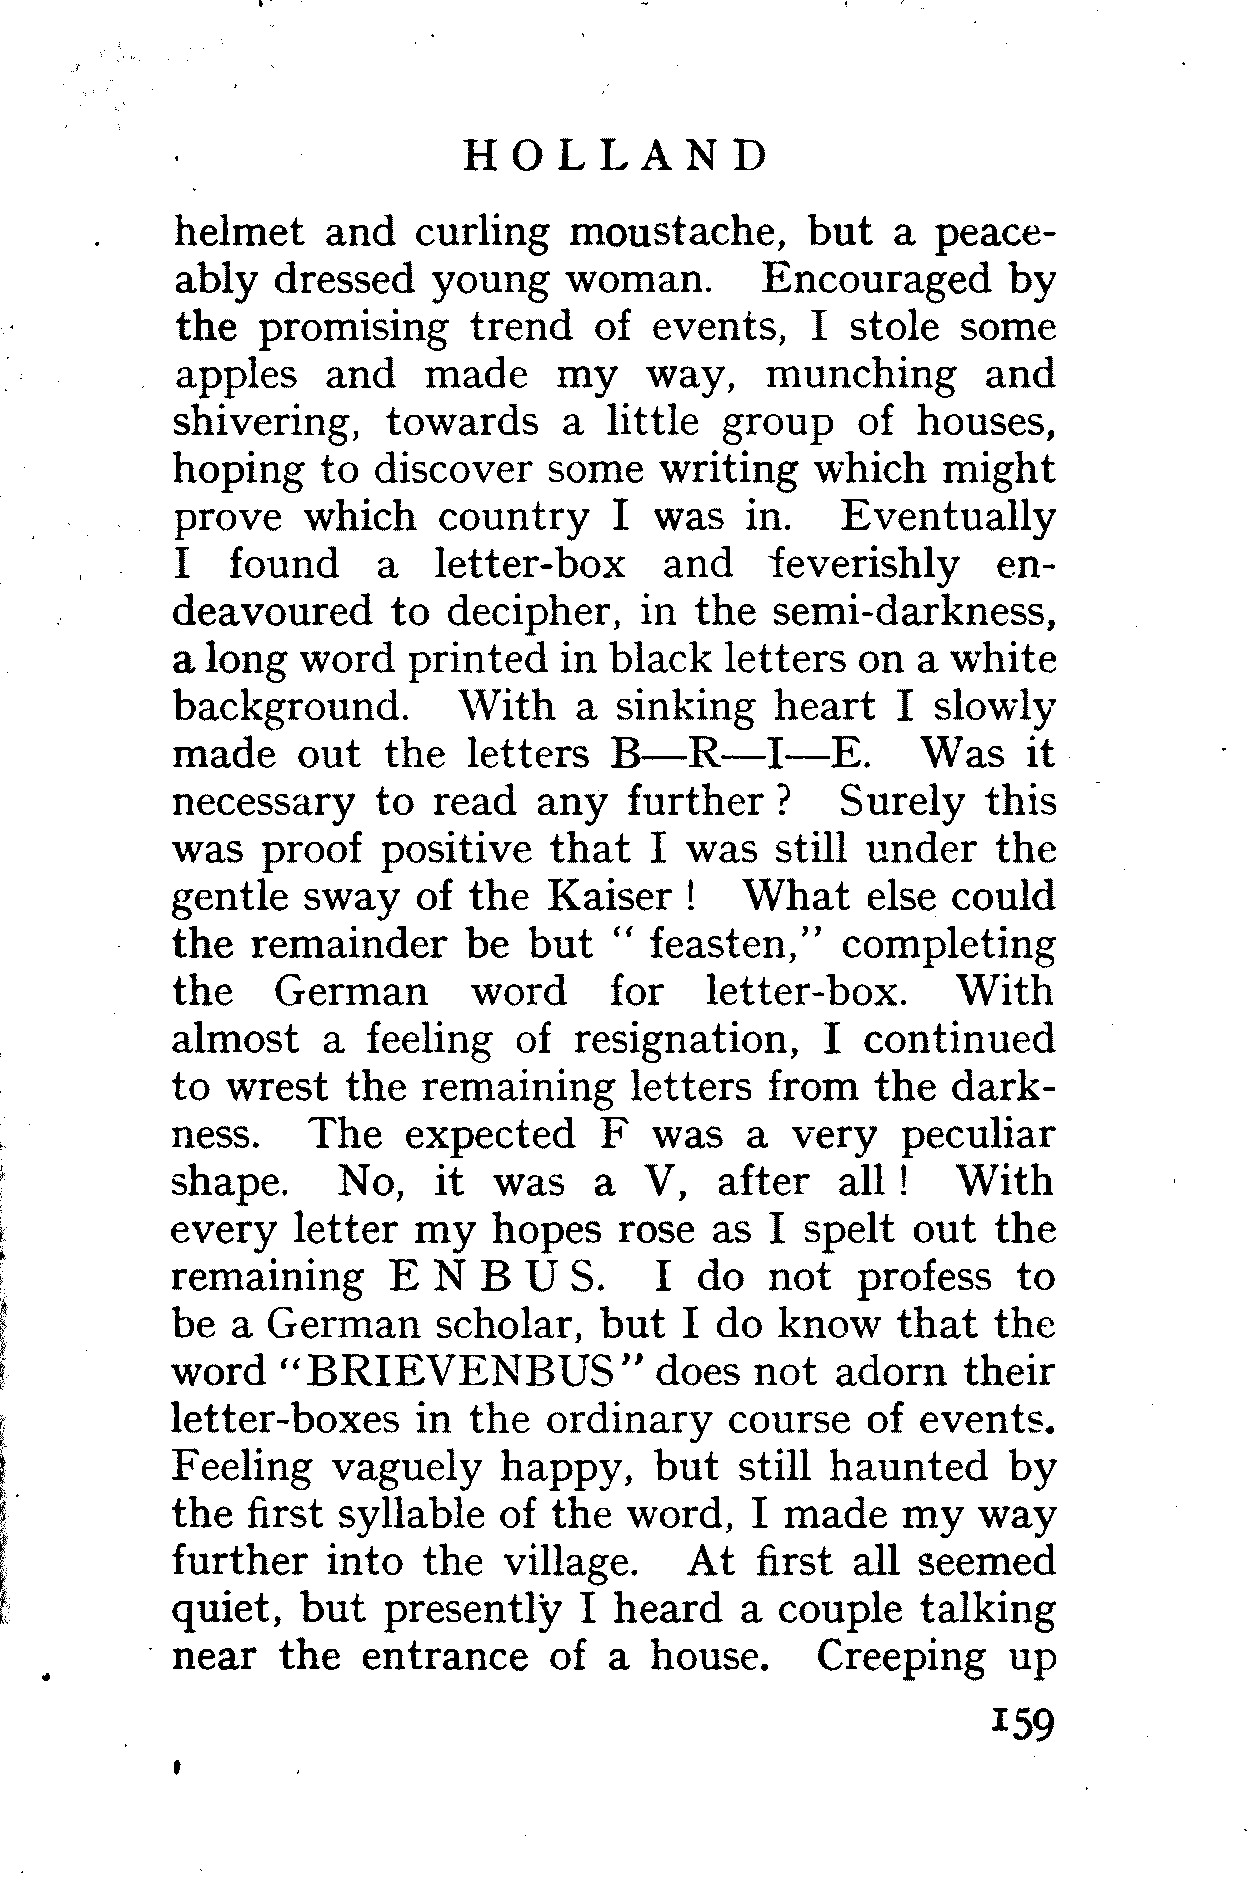 HOLLAND
helmet and curling moustache, but a peace-
ably dressed young woman. Encouraged by
the promising trend of events, I stole some
apples and made my way, munching and
shivering, towards a little group of houses,
hoping to discover some writing which might
prove which country I was in. Eventually
I found a letter-box and feverishly en-
deavoured to decipher, in the semi-darkness,
a long word printed in black letters on a white
background. With a sinking heart I slowly
made out the letters B—R—I—E. Was it
necessary to read any further ? Surely this
was proof positive that I was still under the
gentle sway of the Kaiser ! What else could
the remainder be but “ feasten,” completing
the German word for letter-box. With
almost a feeling of resignation, I continued
to wrest the remaining letters from the dark-
ness. The expected F was a very peculiar
shape. No, it was a V, after all ! With
every letter my hopes rose as I spelt out the
remaining E N B U S. I do not profess to
be a German scholar, but I do know that the
word “BRIEVENBUS” does not adorn their
letter-boxes in the ordinary course of events.
Feeling vaguely happy, but still haunted by
the first syllable of the word, I made my way
further into the village. At first all seemed
quiet, but presently I heard a couple talking
near the entrance of a house. Creeping up
159